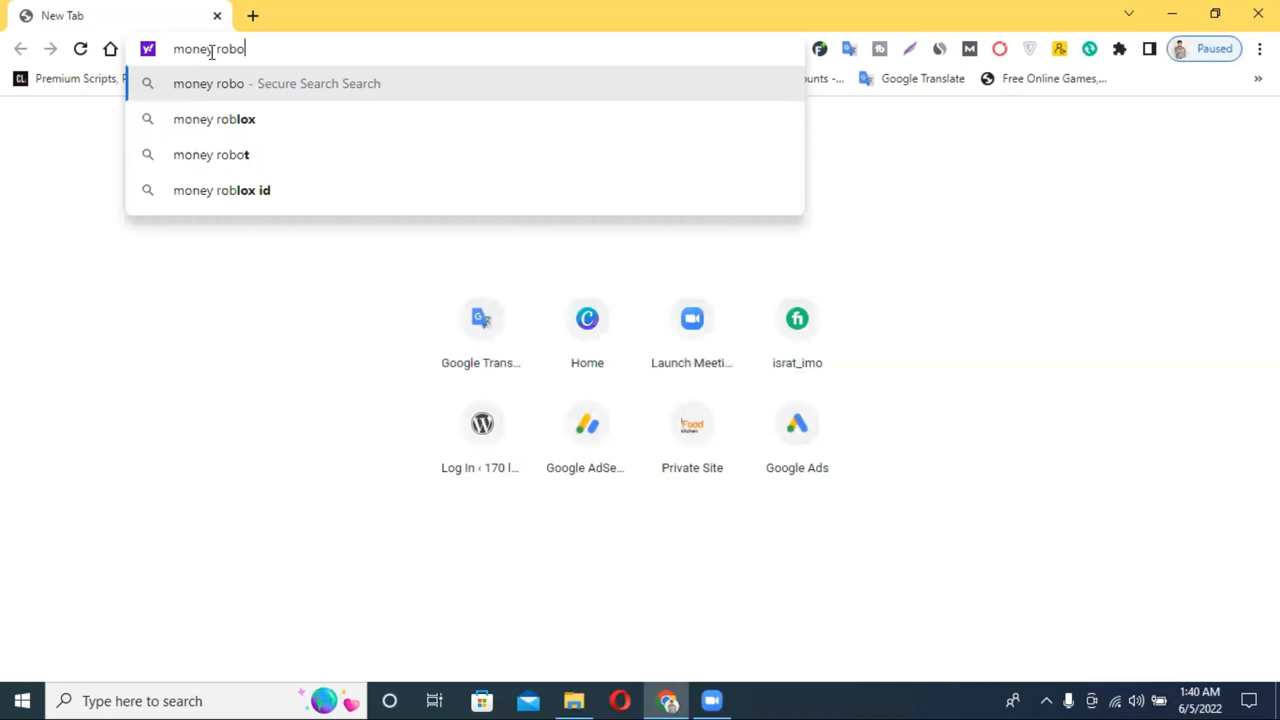 New Tab
money robo
Paused
Premium Scripts, P
ounts -...
Google Translate
Free Online Games,...
»
money robo - Secure Search Search
money roblox
money robot
money roblox id
Google Trans...
Home
Launch Meeti...
israt_imo
Log In ‹ 170 l...
Google AdSe...
Private Site
Google Ads
Type here to search
1:40 AM
6/5/2022